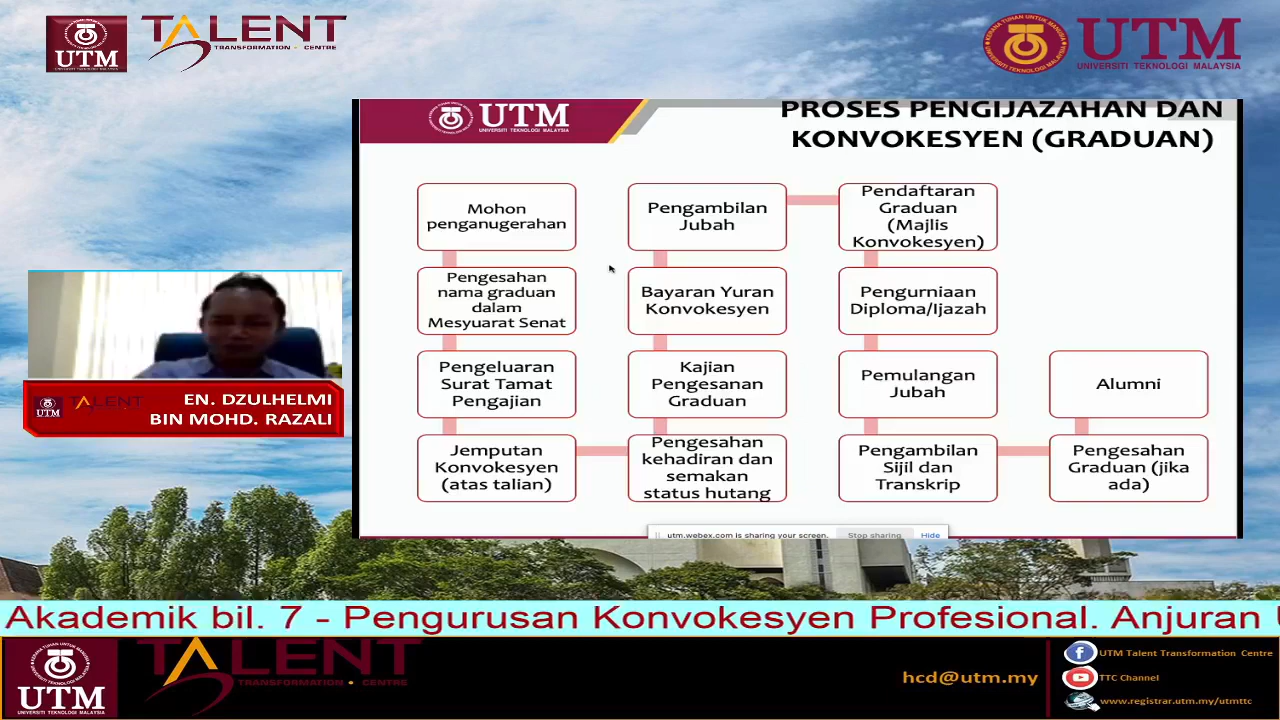 UTM
TALENT
TRANSFORMATION • CENTRE
UTM
UNIVERSITI TEKNOLOGI MALAYSIA
UTM
UNIVERSITI TEKNOLOGI MALAYSIA
PROSES PENGIJAZAHAN DAN
KONVOKESYEN (GRADUAN)
Mohon
penganugerahan
Pengesahan
nama graduan
dalam
Mesyuarat Senat
Pengeluaran
Surat Tamat
Pengajian
Jemputan
Konvokesyen
(atas talian)
Pengambilan
Jubah
Bayaran Yuran
Konvokesyen
Kajian
Pengesanan
Graduan
Pengesahan
kehadiran dan
semakan
status hutang
Pendaftaran
Graduan
(Majlis
Konvokesyen)
Pengurniaan
Diploma/Ijazah
Pemulangan
Jubah
Pengambilan
Sijil dan
Transkrip
Alumni
Pengesahan
Graduan (jika
ada)
utm.webex.com is sharing your screen.
Stop sharing
Hide
UTM
TALENT
EN. DZULHELMI
BIN MOHD. RAZALI
Akademik bil. 7 - Pengurusan Konvokesyen Profesional. Anjuran
UTM
TALENT
TRANSFORMATION • CENTRE
hcd@utm.my
UTM Talent Transformation Centre
TTC Channel
www.registrar.utm.my/utmttc